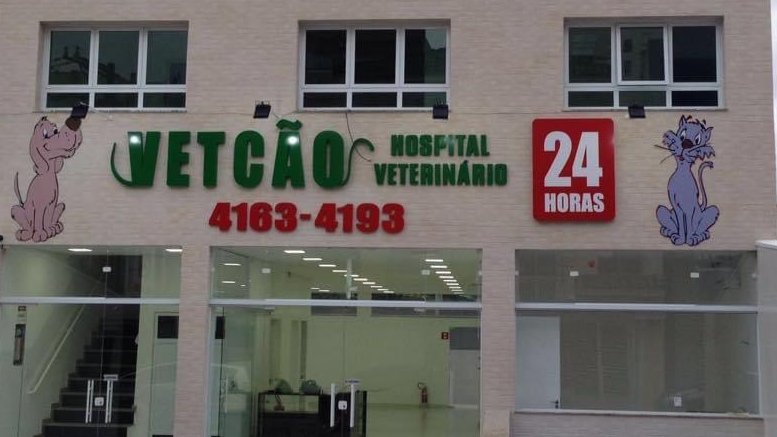 VETCÃO
HOSPITAL
VETERINÁRIO
4163-4193
24
HORAS